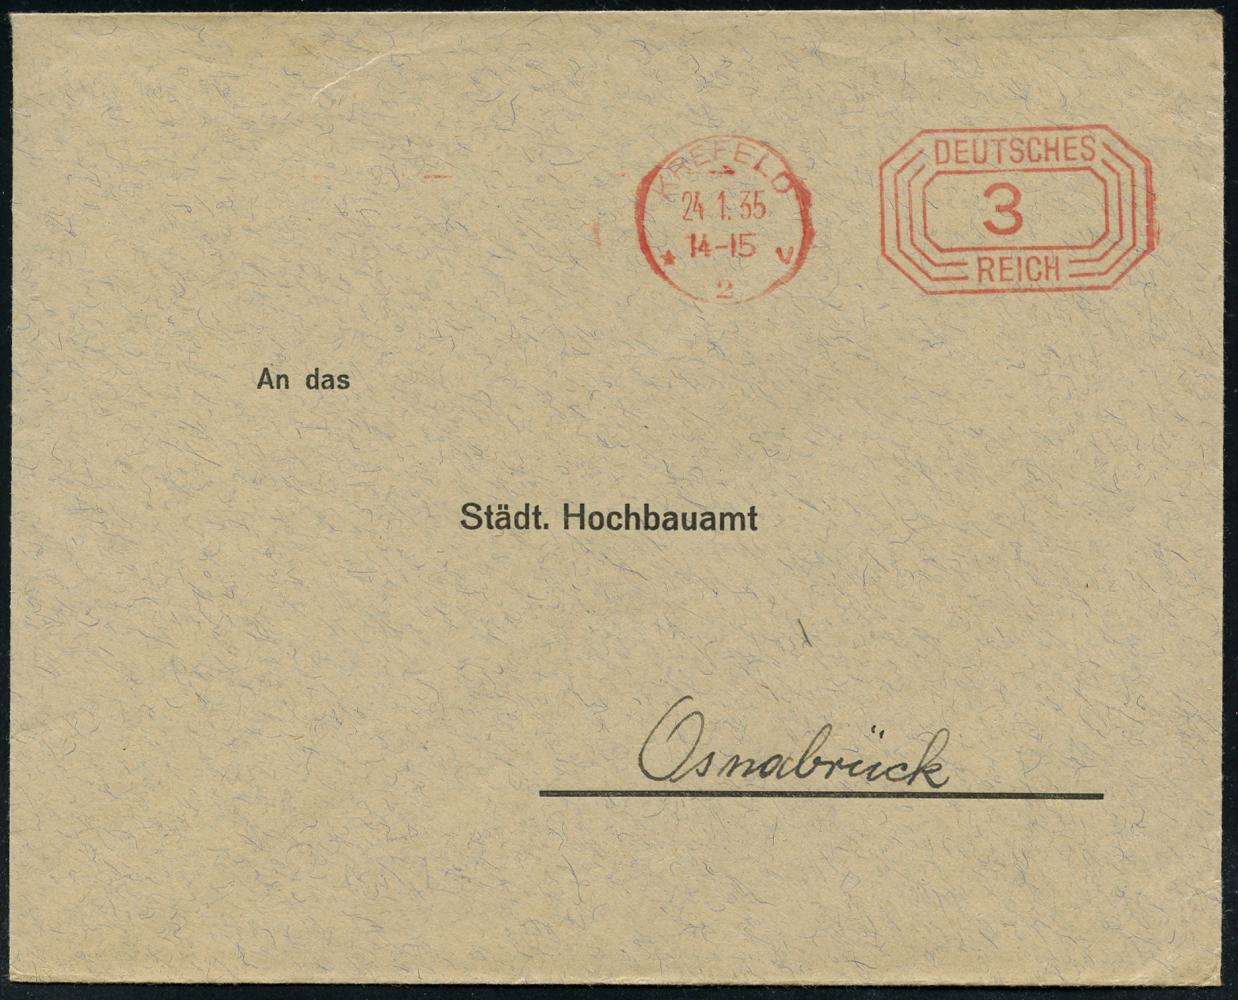 KREFELD
24 1. 35
14-15
* V
2
DEUTSCHES
3
REICH
An das
Städt. Hochbauamt
Osnabrück